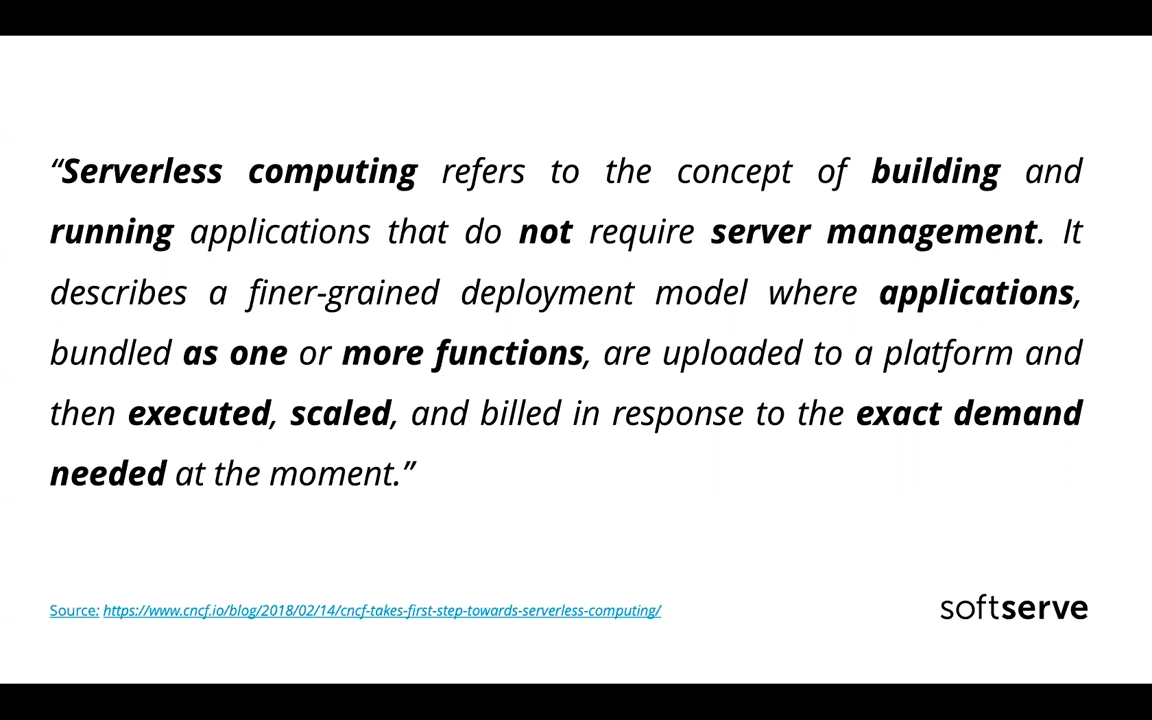 “Serverless computing refers to the concept of building and
running applications that do not require server management. It
describes a finer-grained deployment model where applications,
bundled as one or more functions, are uploaded to a platform and
then executed, scaled, and billed in response to the exact demand
needed at the moment.”
Source: https://www.cncf.io/blog/2018/02/14/cncf-takes-first-step-towards-serverless-computing/
softserve